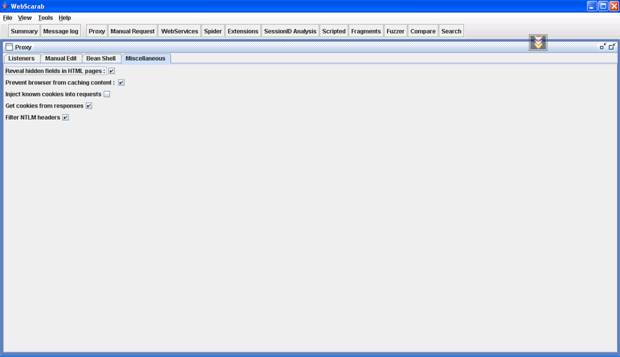 WebScarab
File View Tools Help
Summary Message log Proxy Manual Request WebServices Spider Extensions SessionID Analysis Scripted Fragments Fuzzer Compare Search
Proxy
Listeners Manual Edit Bean Shell Miscellaneous
Reveal hidden fields in HTML pages :
Prevent browser from caching content :
Inject known cookies into requests
Get cookies from responses
Filter NTLM headers